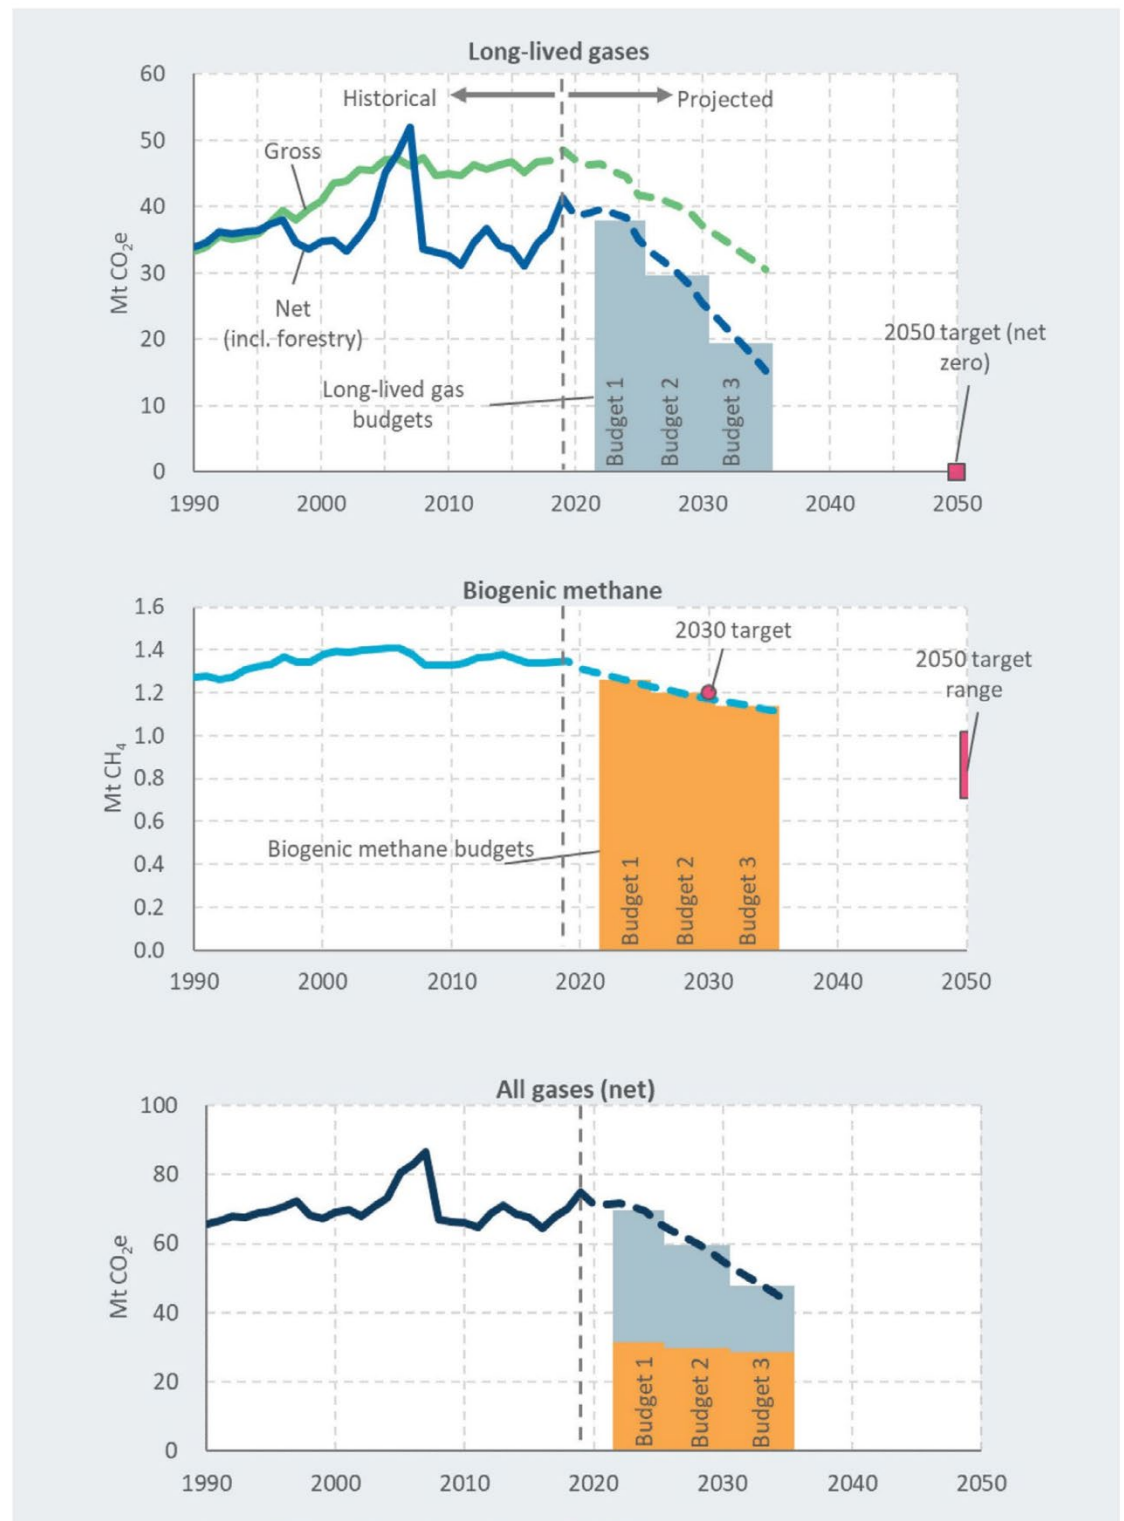 Long-lived gases
60
Historical
Projected
50
Gross
40
Mt CO₂e
30
Net
(incl. forestry)
20
2050 target (net
zero)
Long-lived gas
budgets
10
Budget 1
Budget 2
Budget 3
0
1990
2000
2010
2020
2030
2040
2050
Biogenic methane
1.6
2030 target
1.4
2050 target
range
1.2
1.0
Mt CH₄
0.8
0.6
Biogenic methane budgets
0.4
Budget 1
Budget 2
Budget 3
0.2
0.0
1990
2000
2010
2020
2030
2040
2050
All gases (net)
100
80
60
Mt CO₂e
40
20
Budget 1
Budget 2
Budget 3
0
1990
2000
2010
2020
2030
2040
2050